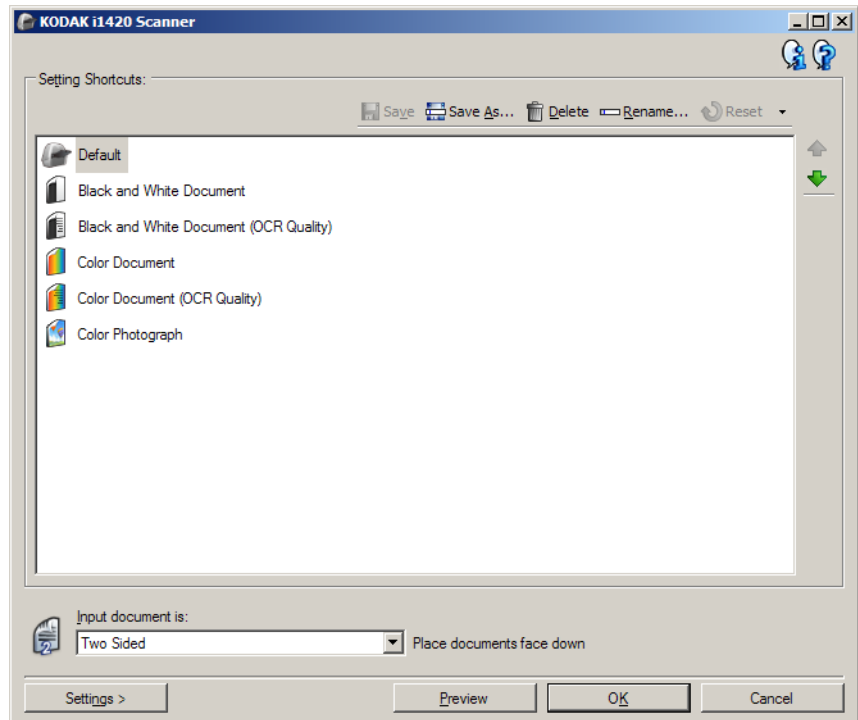 KODAK i1420 Scanner
Setting Shortcuts:
Save Save As... Delete Rename... Reset
Default
Black and White Document
Black and White Document (OCR Quality)
Color Document
Color Document (OCR Quality)
Color Photograph
Input document is:
2 Two Sided Place documents face down
Settings > Preview OK Cancel